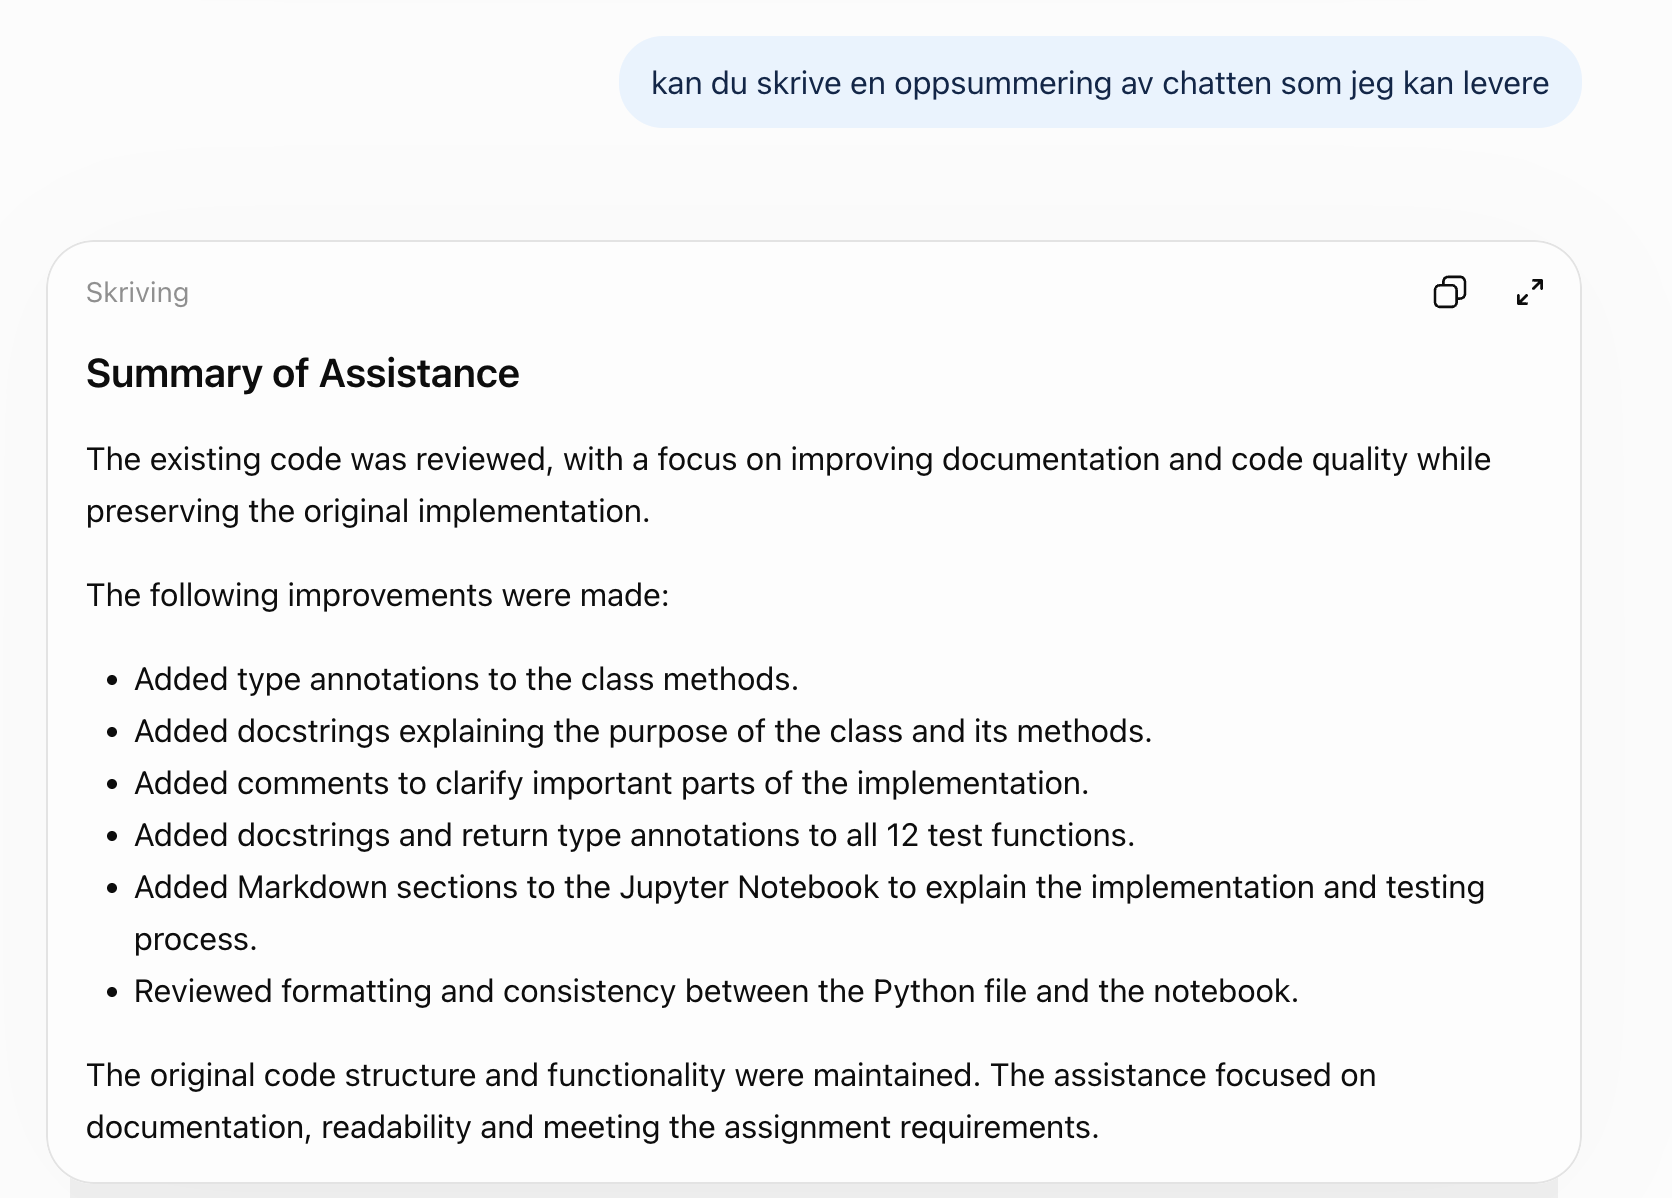 kan du skrive en oppsummering av chatten som jeg kan levere
Skriving
Summary of Assistance
The existing code was reviewed, with a focus on improving documentation and code quality while
preserving the original implementation.
The following improvements were made:
• Added type annotations to the class methods.
• Added docstrings explaining the purpose of the class and its methods.
• Added comments to clarify important parts of the implementation.
• Added docstrings and return type annotations to all 12 test functions.
• Added Markdown sections to the Jupyter Notebook to explain the implementation and testing
process.
• Reviewed formatting and consistency between the Python file and the notebook.
The original code structure and functionality were maintained. The assistance focused on
documentation, readability and meeting the assignment requirements.